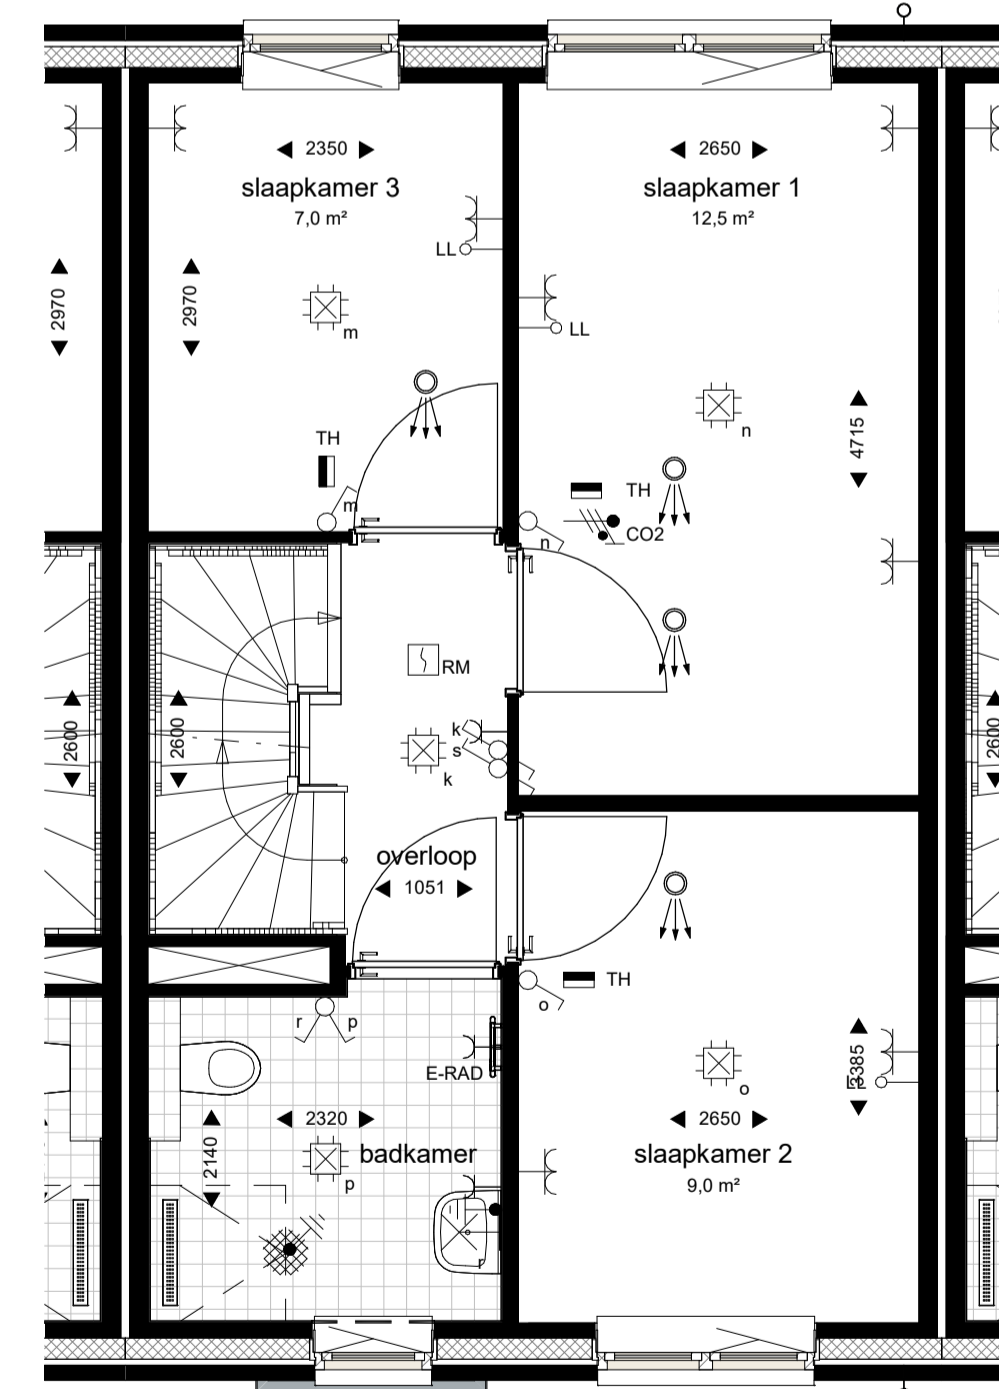 2350
slaapkamer 3
7,0 m²
2650
slaapkamer 1
12,5 m²
LL
LL
2970
2970
m
n
4715
TH
m
TH
n
CO2
RM
k
s
k
2600
2600
2600
overloop
1051
TH
o
r
p
E-RAD
o
3385
2320
badkamer
p
2140
2650
slaapkamer 2
9,0 m²
r